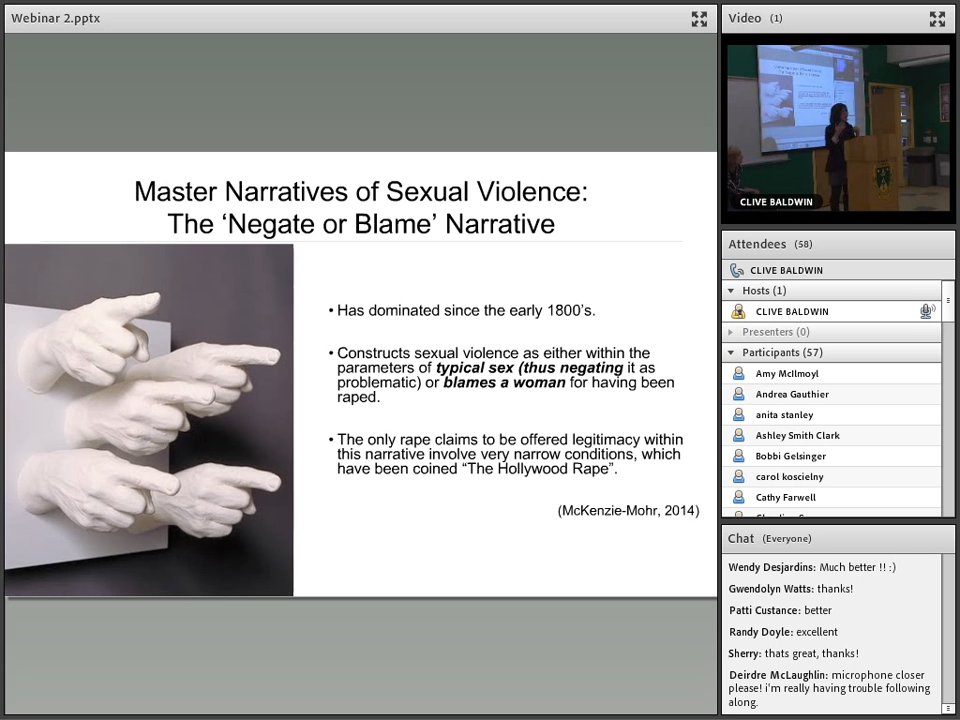 Webinar 2.pptx
Master Narratives of Sexual Violence:
The ‘Negate or Blame’ Narrative
• Has dominated since the early 1800’s.
• Constructs sexual violence as either within the
parameters of typical sex (thus negating it as
problematic) or blames a woman for having been
raped.
• The only rape claims to be offered legitimacy within
this narrative involve very narrow conditions, which
have been coined “The Hollywood Rape”.
(McKenzie-Mohr, 2014)
Video (1)
CLIVE BALDWIN
Attendees (58)
CLIVE BALDWIN
Hosts (1)
CLIVE BALDWIN
Presenters (0)
Participants (57)
Amy McIlmoyl
Andrea Gauthier
anita stanley
Ashley Smith Clark
Bobbi Gelsinger
carol koscielny
Cathy Farwell
Chat (Everyone)
Wendy Desjardins: Much better !! :)
Gwendolyn Watts: thanks!
Patti Custance: better
Randy Doyle: excellent
Sherry: thats great, thanks!
Deirdre McLaughlin: microphone closer
please! i'm really having trouble following
along.